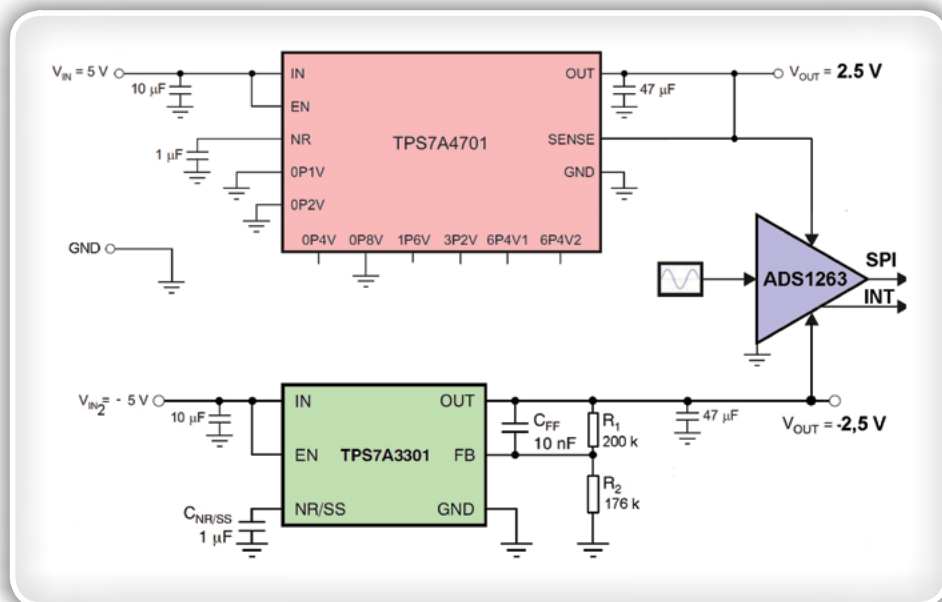 V_IN = 5 V
10 µF
IN
OUT
47 µF
V_OUT = 2.5 V
EN
1 µF
NR
TPS7A4701
SENSE
0P1V
GND
0P2V
0P4V 0P8V 1P6V 3P2V 6P4V1 6P4V2
GND
ADS1263
SPI
INT
V_IN2 = - 5 V
10 µF
IN
OUT
C_FF
10 nF
R_1
200 k
47 µF
V_OUT = -2,5 V
EN
TPS7A3301
FB
R_2
176 k
C_NR/SS
1 µF
NR/SS
GND